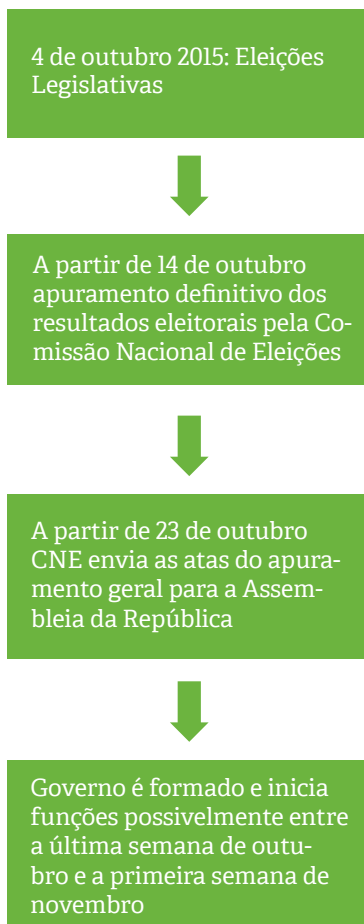 4 de outubro 2015: Eleições
Legislativas
A partir de 14 de outubro
apuramento definitivo dos
resultados eleitorais pela Co-
missão Nacional de Eleições
A partir de 23 de outubro
CNE envia as atas do apura-
mento geral para a Assem-
bleia da República
Governo é formado e inicia
funções possivelmente entre
a última semana de outu-
bro e a primeira semana de
novembro